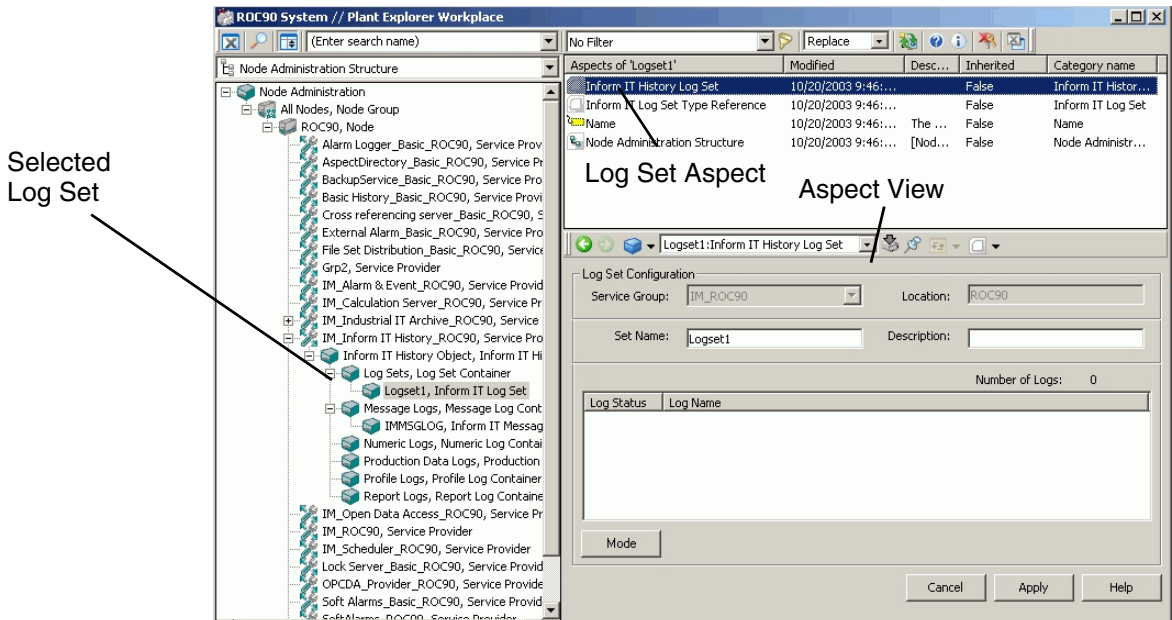 ROC90 System // Plant Explorer Workplace
(Enter search name)
No Filter
Replace
Node Administration Structure
Aspects of 'Logset1' Modified Desc... Inherited Category name
Inform IT History Log Set 10/20/2003 9:46:... False Inform IT Histor...
Inform IT Log Set Type Reference 10/20/2003 9:46:... False Inform IT Log Set
Name 10/20/2003 9:46:... The ... False Name
Node Administration Structure 10/20/2003 9:46:... [Nod... False Node Administr...
Log Set Aspect
Aspect View
Selected
Log Set
Node Administration
All Nodes, Node Group
ROC90, Node
Alarm Logger_Basic_ROC90, Service Prov
AspectDirectory_Basic_ROC90, Service Pr
BackupService_Basic_ROC90, Service Pro
Basic History_Basic_ROC90, Service Provi
Cross referencing server_Basic_ROC90, S
External Alarm_Basic_ROC90, Service Pro
File Set Distribution_Basic_ROC90, Service
Grp2, Service Provider
IM_Alarm & Event_ROC90, Service Provid
IM_Calculation Server_ROC90, Service Pr
IM_Industrial IT Archive_ROC90, Service
IM_Inform IT History_ROC90, Service Pro
Inform IT History Object, Inform IT Hi
Log Sets, Log Set Container
Logset1, Inform IT Log Set
Message Logs, Message Log Cont
IMMSGLOG, Inform IT Messag
Numeric Logs, Numeric Log Contai
Production Data Logs, Production
Profile Logs, Profile Log Container
Report Logs, Report Log Containe
IM_Open Data Access_ROC90, Service Pr
IM_ROC90, Service Provider
IM_Scheduler_ROC90, Service Provider
Lock Server_Basic_ROC90, Service Provid
OPCDA_Provider_ROC90, Service Provide
Soft Alarms_Basic_ROC90, Service Provid
SoftAlarms_ROC90, Service Provider
Logset1:Inform IT History Log Set
Log Set Configuration
Service Group: IM_ROC90 Location: ROC90
Set Name: Logset1 Description:
Number of Logs: 0
Log Status Log Name
Mode
Cancel Apply Help